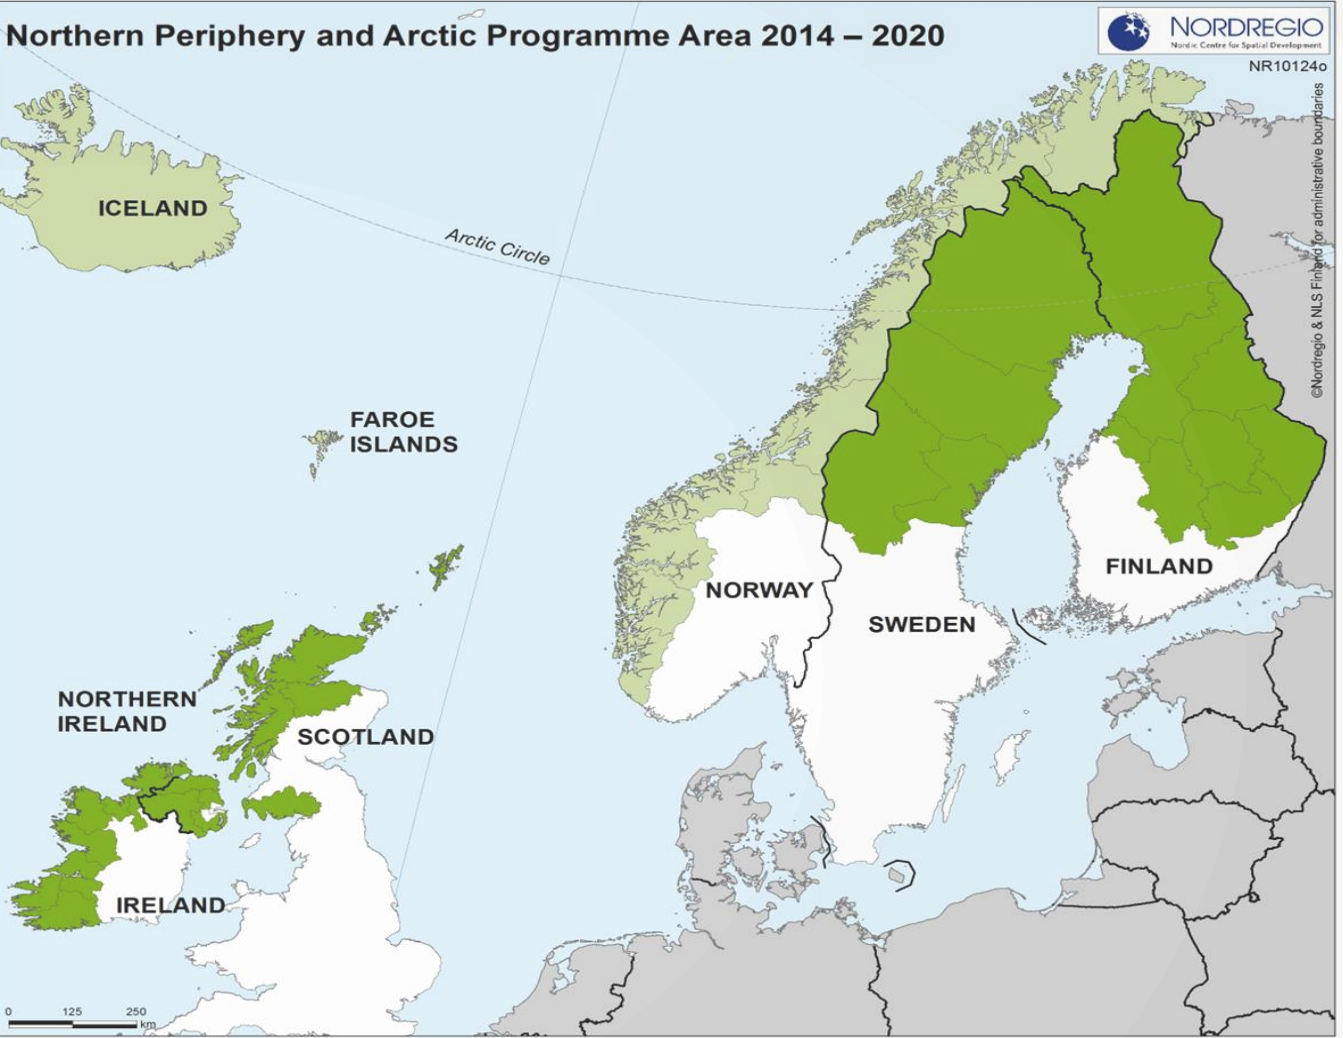 Northern Periphery and Arctic Programme Area 2014 – 2020
NORDREGIO
Nordic Centre for Spatial Development
NR10124o
©Nordregio & NLS Finland for administrative boundaries
ICELAND
Arctic Circle
FAROE
ISLANDS
NORWAY
FINLAND
SWEDEN
NORTHERN
IRELAND
SCOTLAND
IRELAND
0 125 250
km